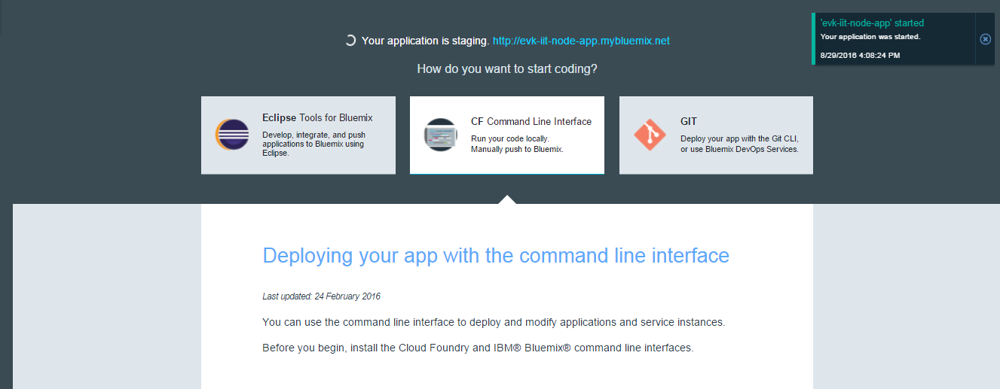 Your application is staging. http://evk-iit-node-app.mybluemix.net
'evk-iit-node-app' started
Your application was started.
8/29/2016 4:08:24 PM
How do you want to start coding?
Eclipse Tools for Bluemix
Develop, integrate, and push
applications to Bluemix using
Eclipse.
CF Command Line Interface
Run your code locally.
Manually push to Bluemix.
GIT
Deploy your app with the Git CLI,
or use Bluemix DevOps Services.
Deploying your app with the command line interface
Last updated: 24 February 2016
You can use the command line interface to deploy and modify applications and service instances.
Before you begin, install the Cloud Foundry and IBM® Bluemix® command line interfaces.